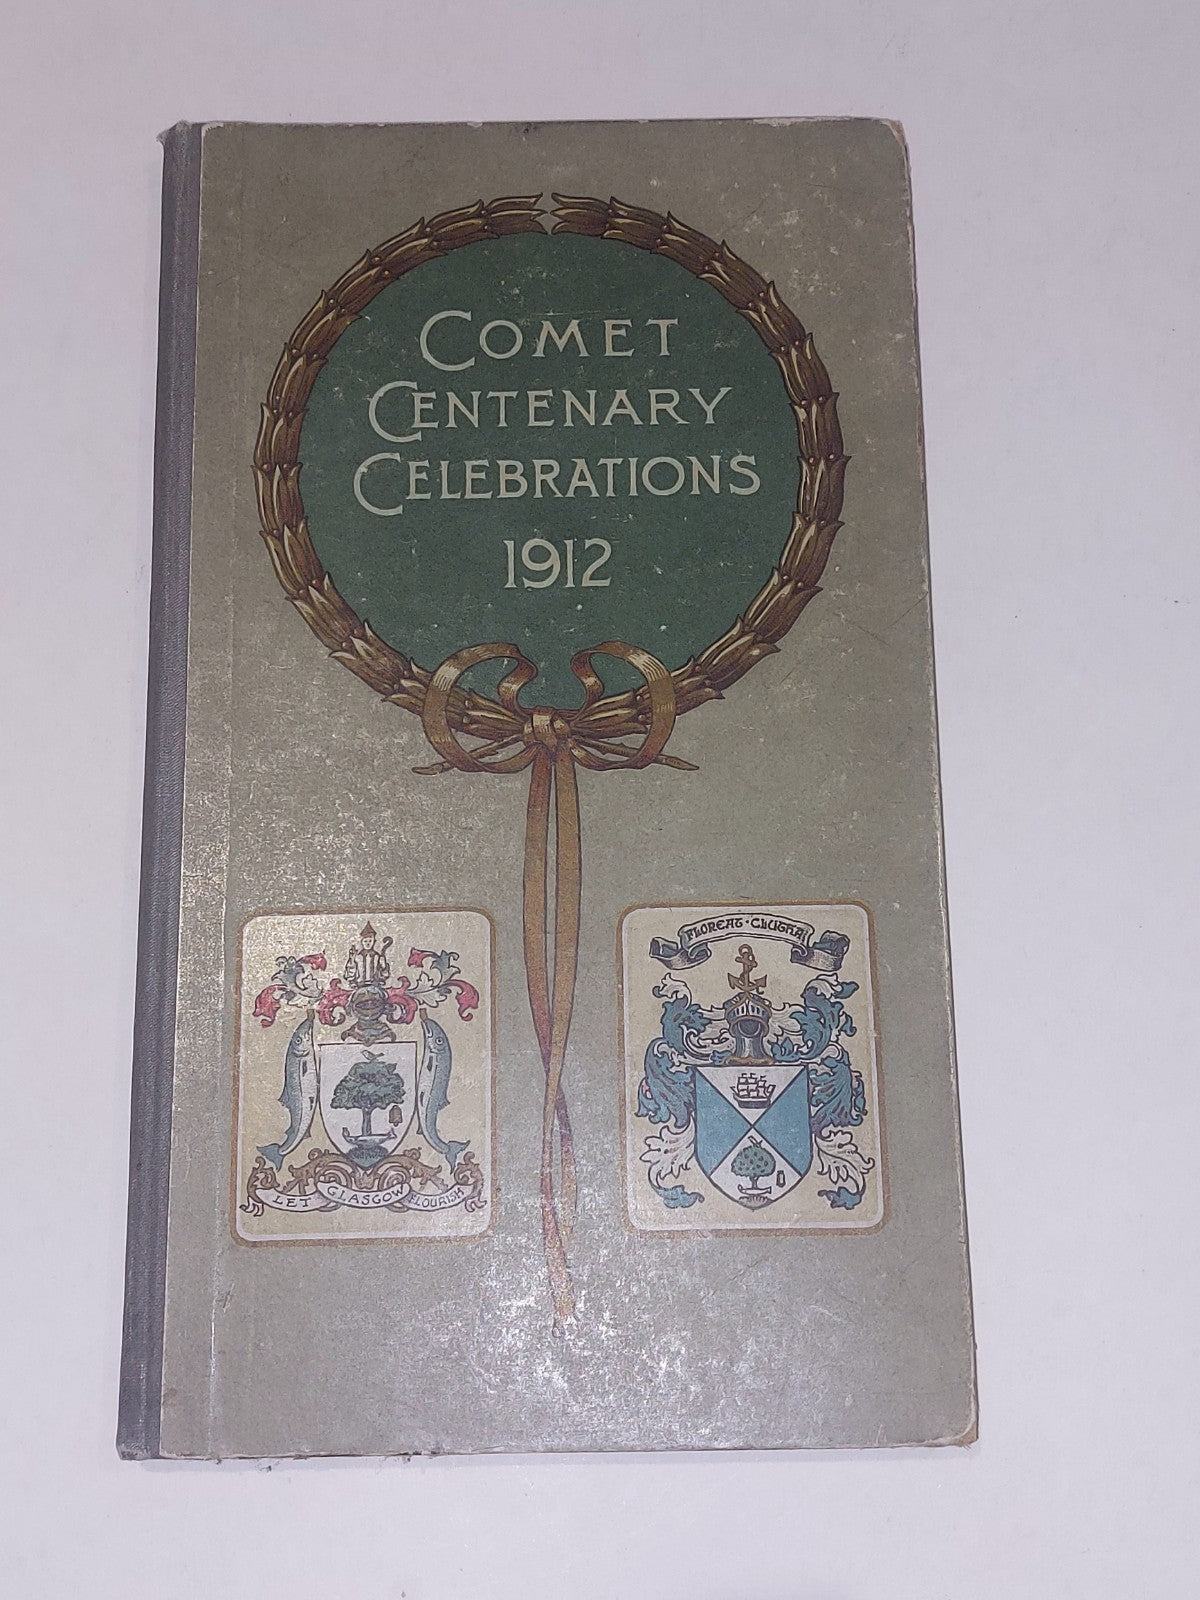 COMET
CENTENARY
CELEBRATIONS
1912
FLOREAT · CLUTHA
LET GLASGOW FLOURISH